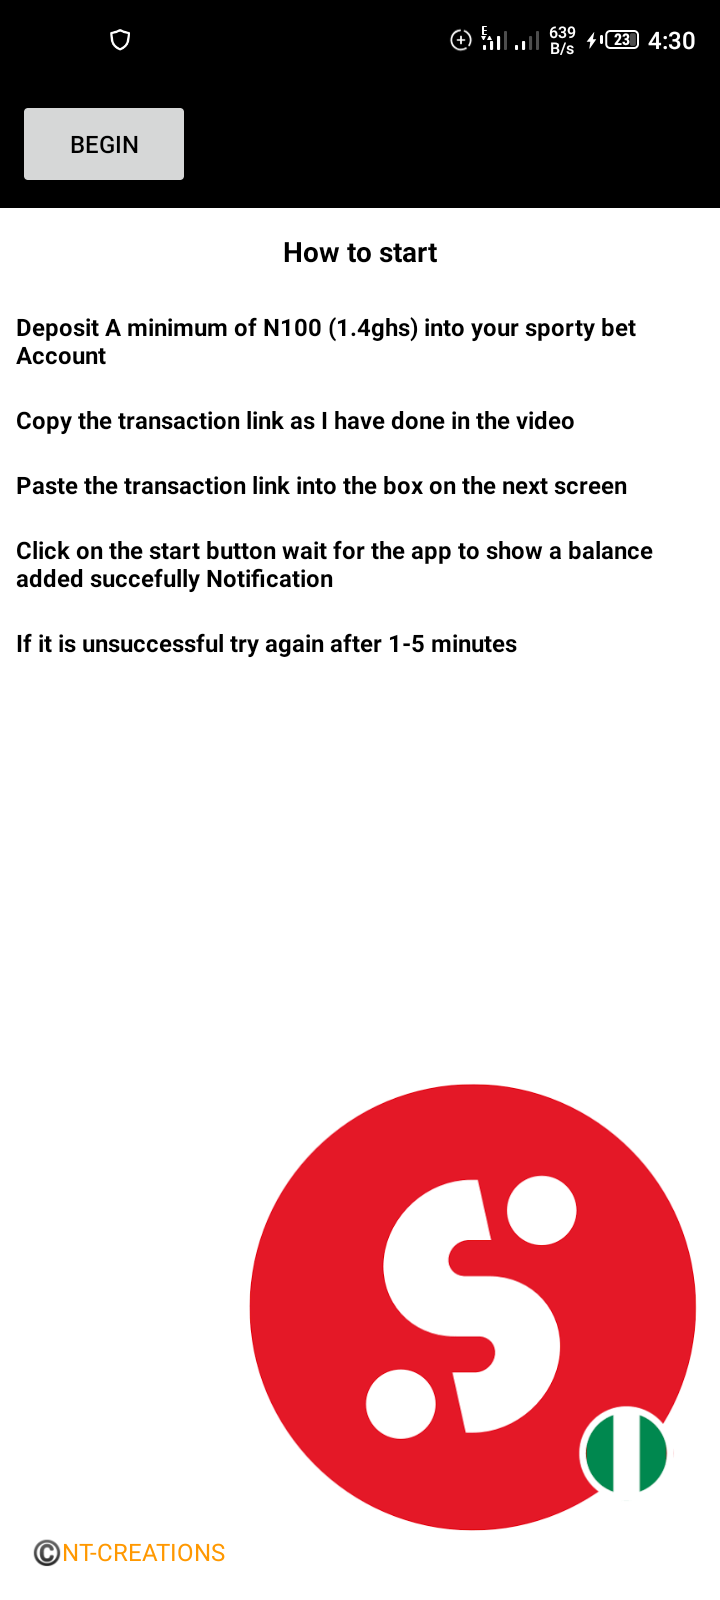 E
639
B/s
23
4:30
BEGIN
How to start
Deposit A minimum of N100 (1.4ghs) into your sporty bet
Account
Copy the transaction link as I have done in the video
Paste the transaction link into the box on the next screen
Click on the start button wait for the app to show a balance
added succefully Notification
If it is unsuccessful try again after 1-5 minutes
©NT-CREATIONS